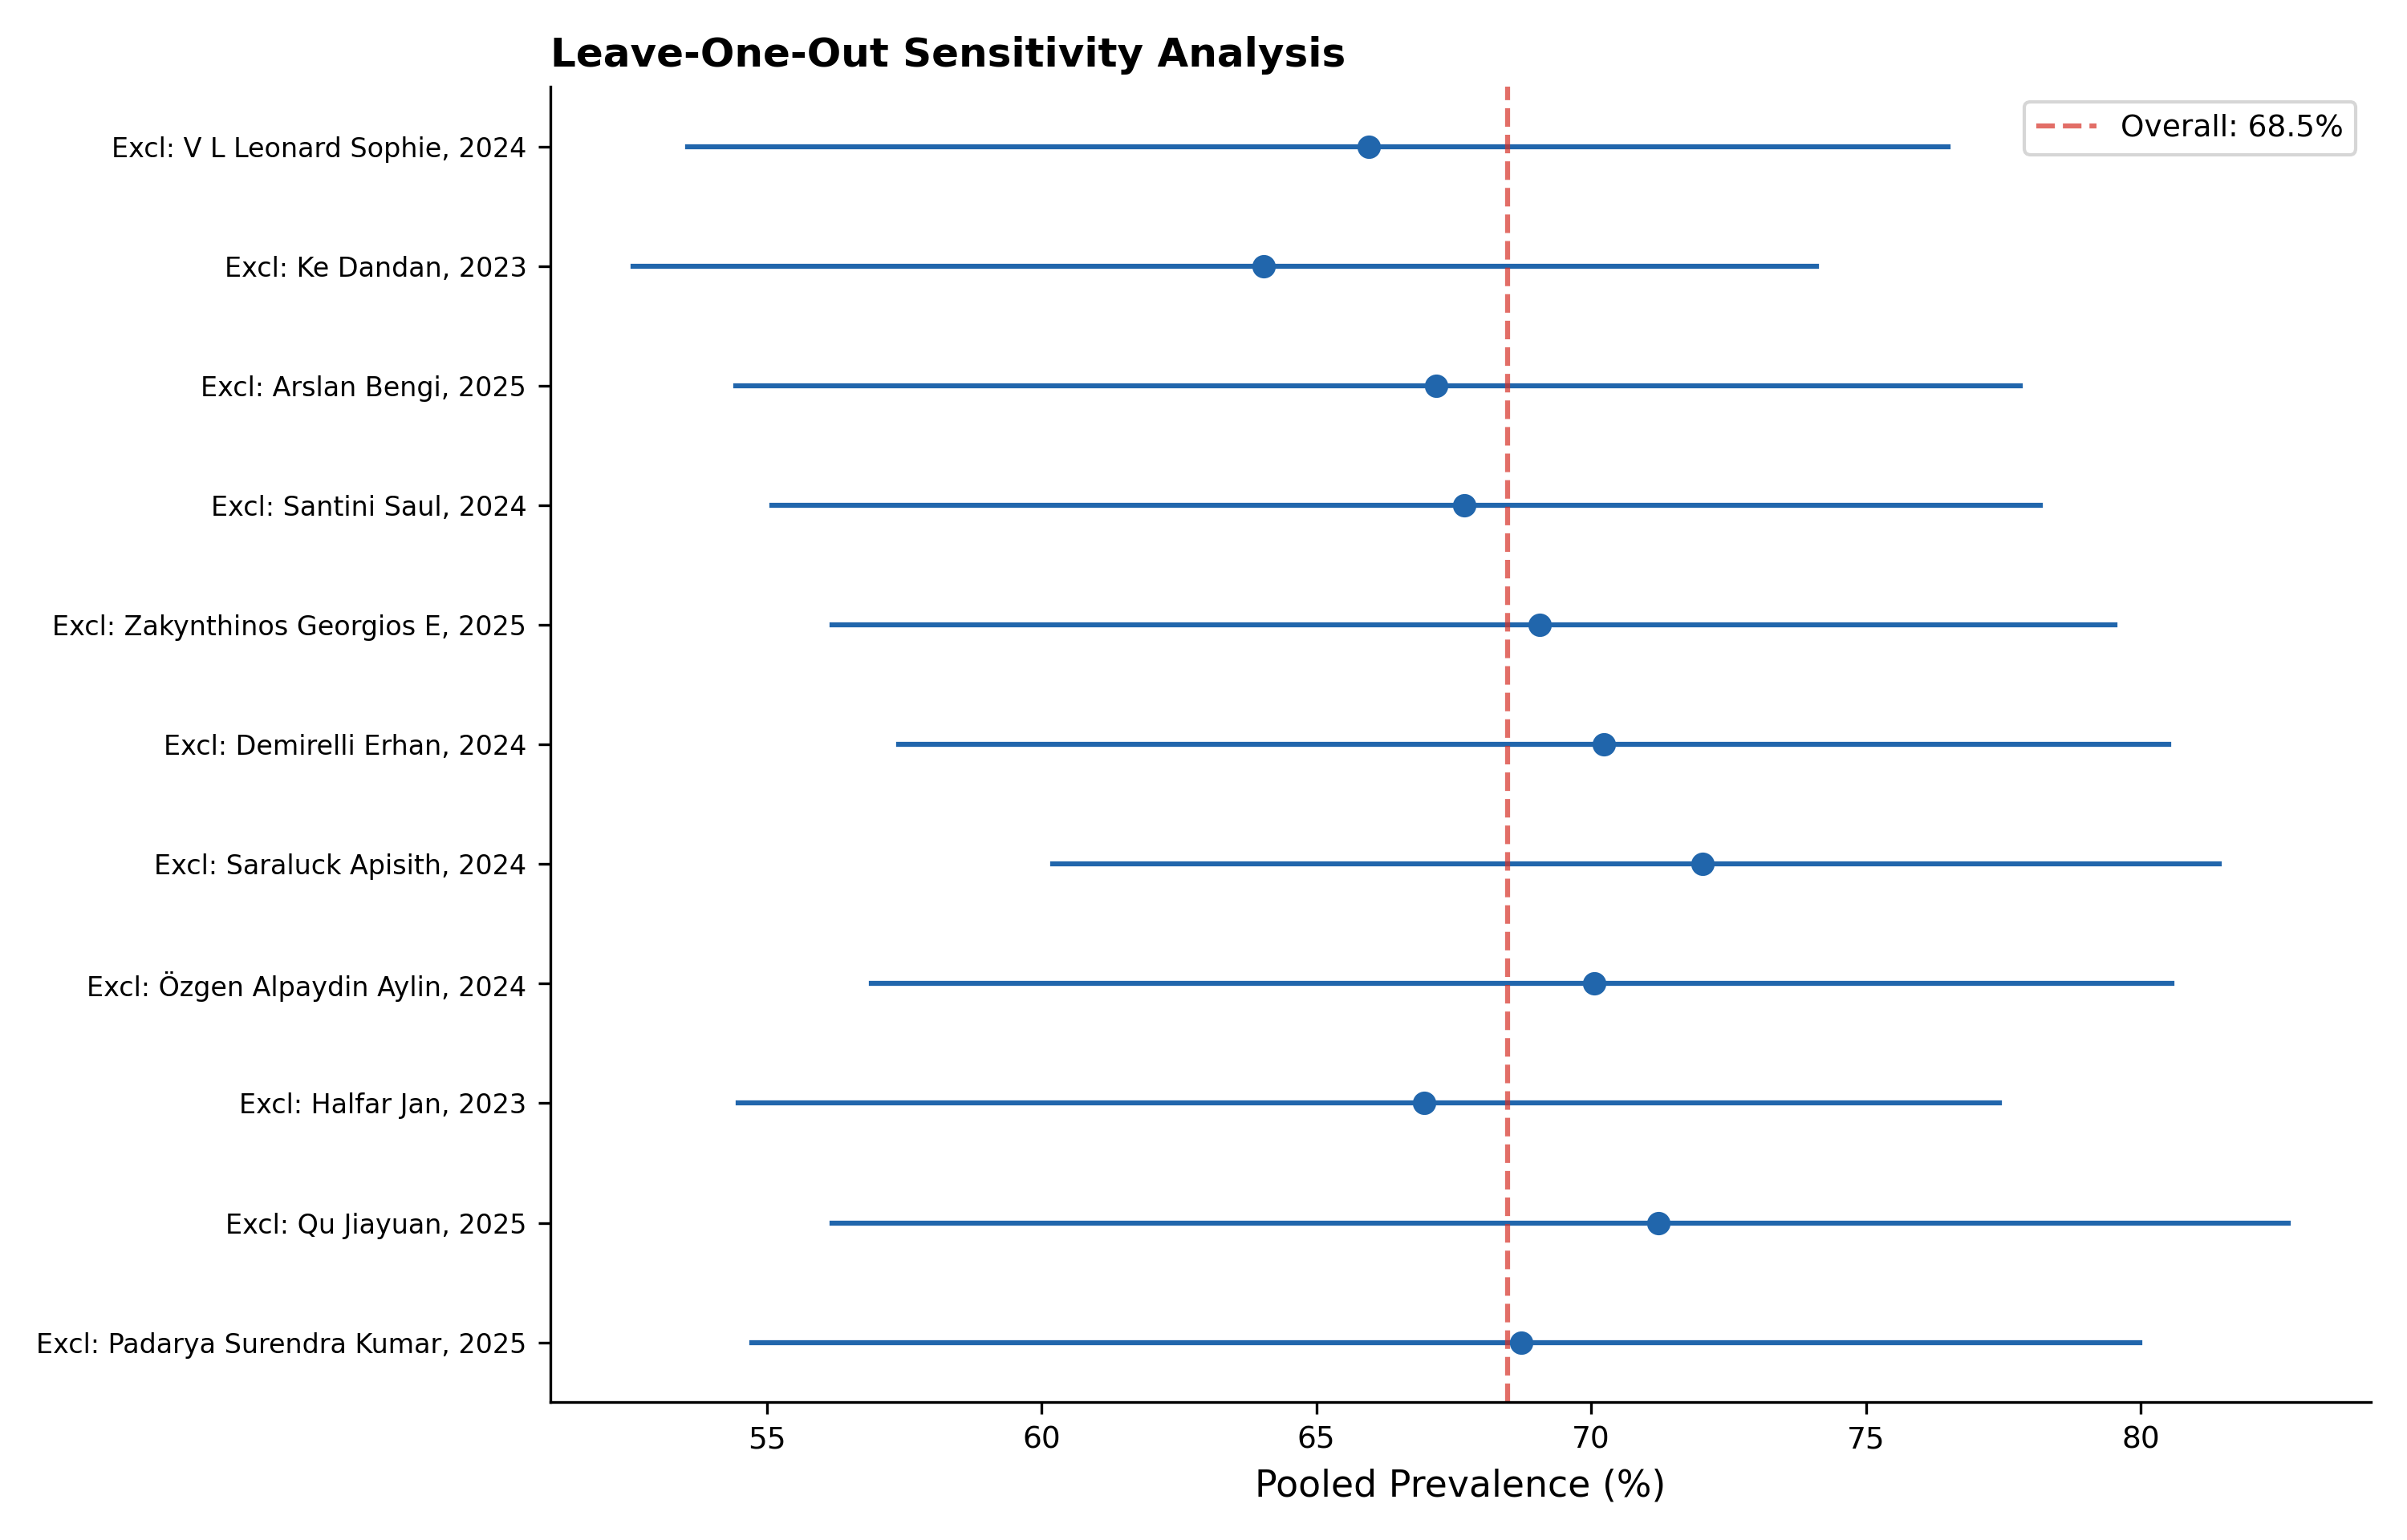 Leave-One-Out Sensitivity Analysis
Overall: 68.5%
Excl: V L Leonard Sophie, 2024
Excl: Ke Dandan, 2023
Excl: Arslan Bengi, 2025
Excl: Santini Saul, 2024
Excl: Zakynthinos Georgios E, 2025
Excl: Demirelli Erhan, 2024
Excl: Saraluck Apisith, 2024
Excl: Özgen Alpaydin Aylin, 2024
Excl: Halfar Jan, 2023
Excl: Qu Jiayuan, 2025
Excl: Padarya Surendra Kumar, 2025
55 60 65 70 75 80
Pooled Prevalence (%)